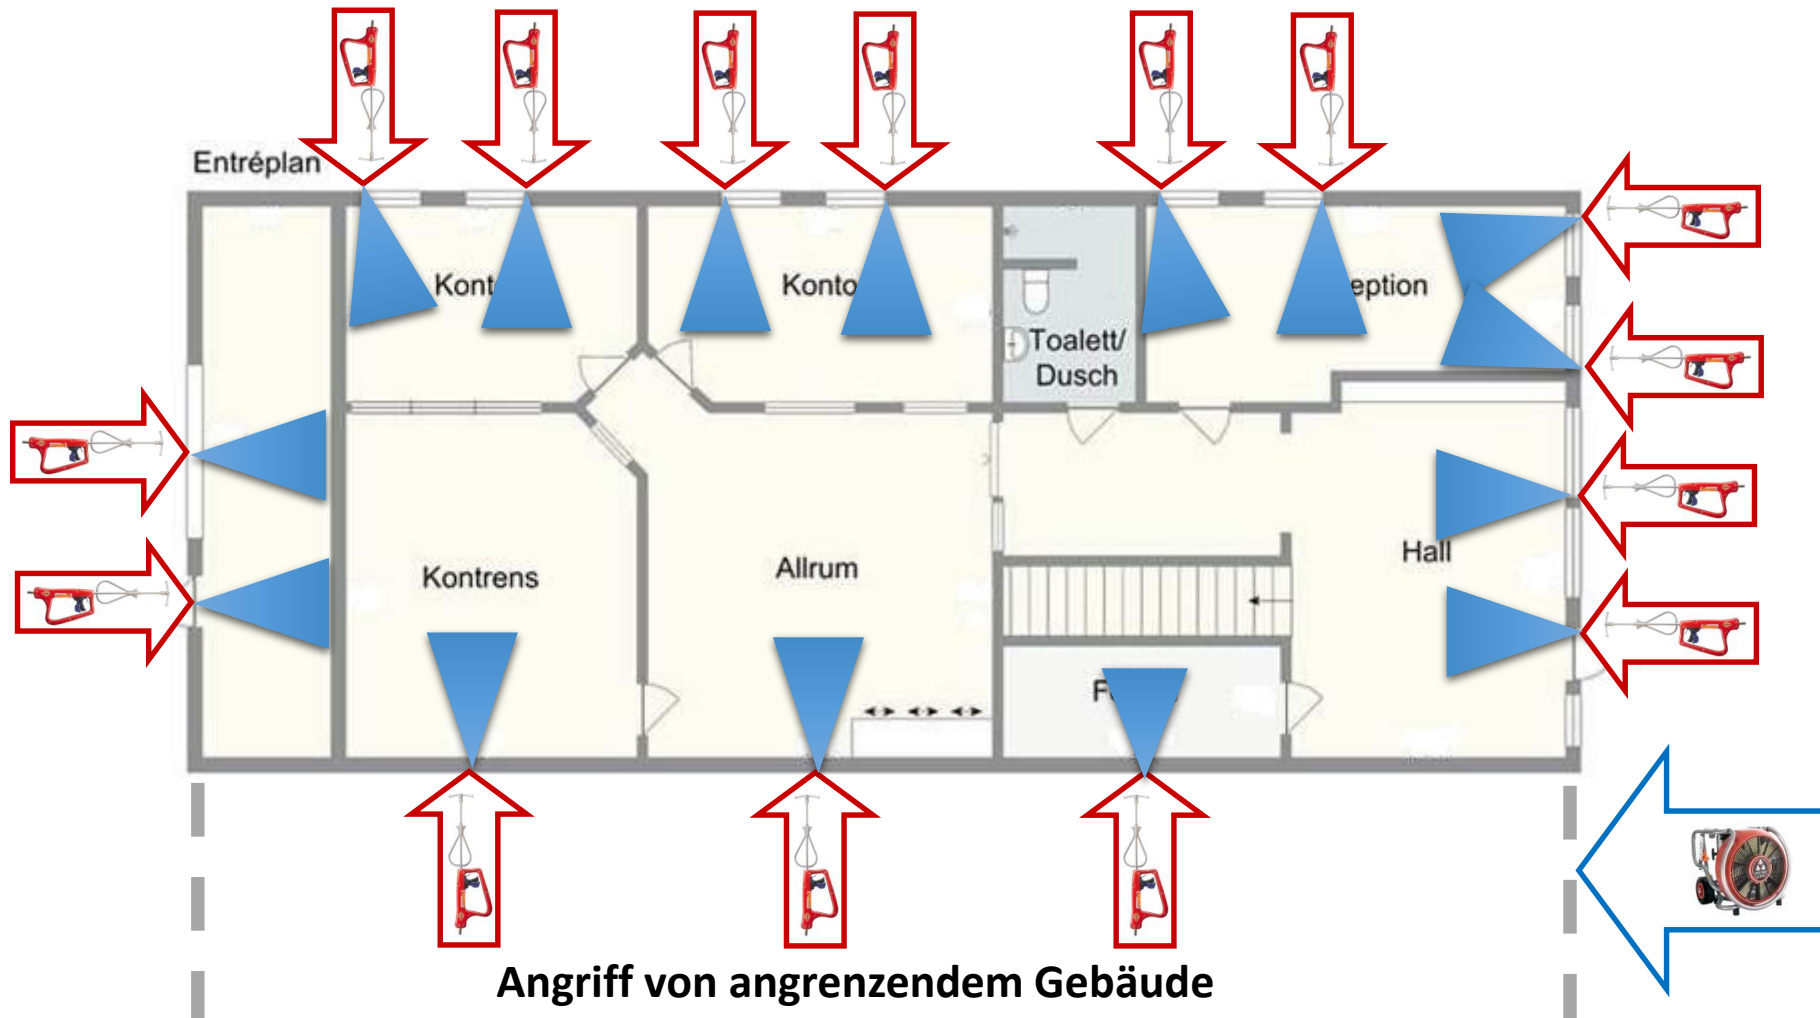 Entréplan
Kont
Konto
eption
Toalett/
Dusch
Hall
Kontrens
Allrum
F
Angriff von angrenzendem Gebäude